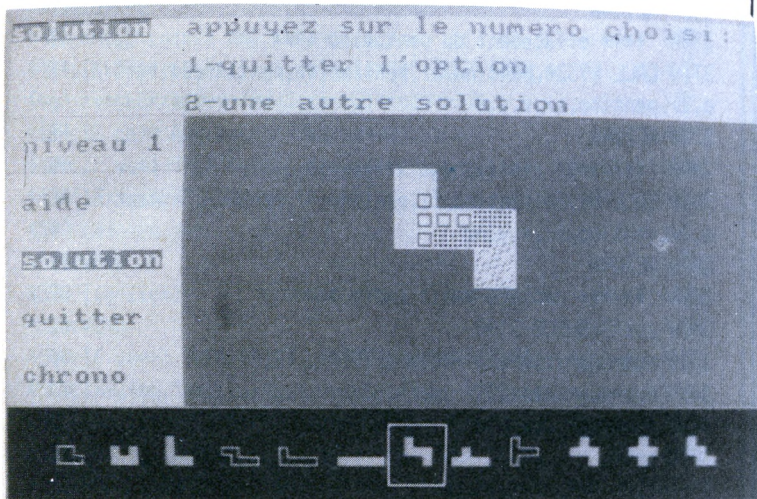 solution appuyez sur le numero choisi:
1-quitter l'option
2-une autre solution
niveau 1
aide
solution
quitter
chrono